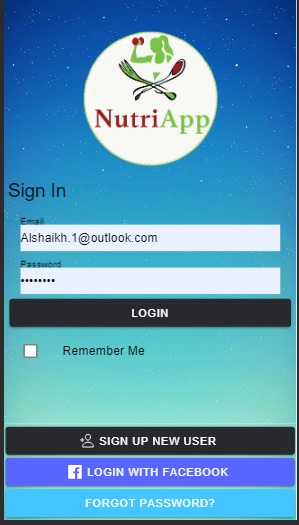 NutriApp
Sign In
Email
Alshaikh.1@outlook.com
Password
••••••••
LOGIN
Remember Me
SIGN UP NEW USER
LOGIN WITH FACEBOOK
FORGOT PASSWORD?